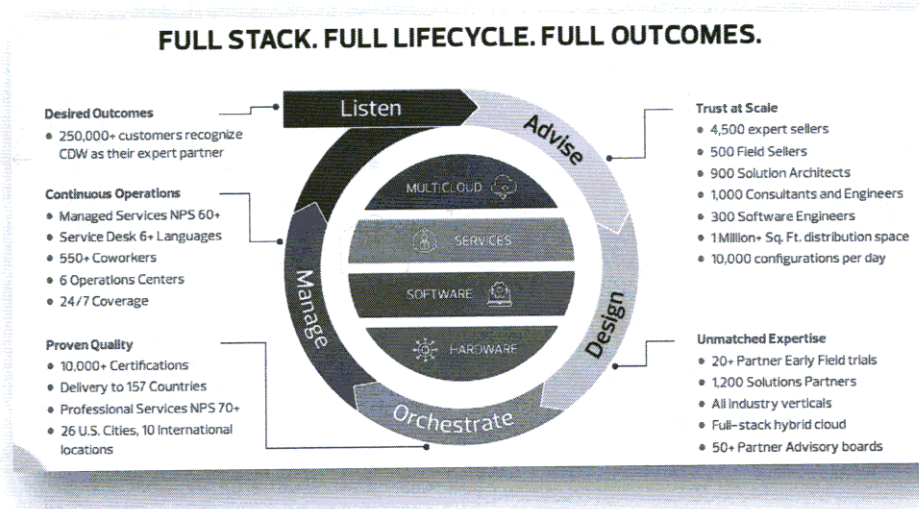 FULL STACK. FULL LIFECYCLE. FULL OUTCOMES.
Desired Outcomes
• 250,000+ customers recognize
CDW as their expert partner
Continuous Operations
• Managed Services NPS 60+
• Service Desk 6+ Languages
• 550+ Coworkers
• 6 Operations Centers
• 24/7 Coverage
Proven Quality
• 10,000+ Certifications
• Delivery to 157 Countries
• Professional Services NPS 70+
• 26 U.S. Cities, 10 International
locations
Listen
Advise
Design
Orchestrate
Manage
MULTICLOUD
SERVICES
SOFTWARE
HARDWARE
Trust at Scale
• 4,500 expert sellers
• 500 Field Sellers
• 900 Solution Architects
• 1,000 Consultants and Engineers
• 300 Software Engineers
• 1 Million+ Sq. Ft. distribution space
• 10,000 configurations per day
Unmatched Expertise
• 20+ Partner Early Field trials
• 1,200 Solutions Partners
• All industry verticals
• Full-stack hybrid cloud
• 50+ Partner Advisory boards